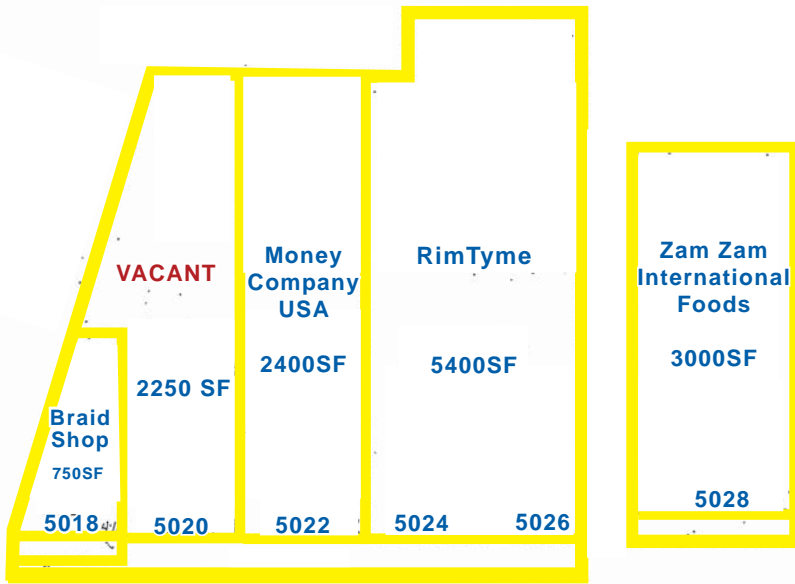 VACANT
2250 SF
Braid
Shop
750SF
5018
5020
Money
Company
USA
2400SF
5022
RimTyme
5400SF
5024
5026
Zam Zam
International
Foods
3000SF
5028